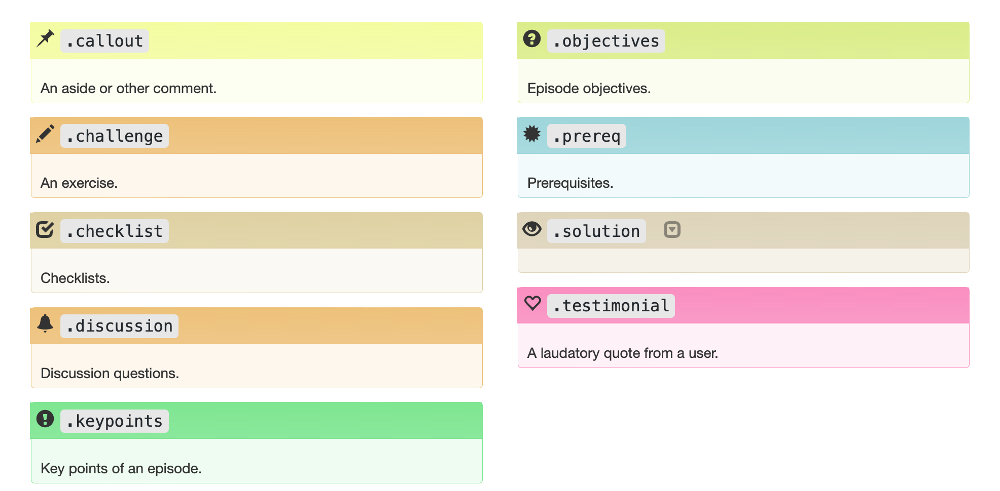 .callout
An aside or other comment.
.challenge
An exercise.
.checklist
Checklists.
.discussion
Discussion questions.
.keypoints
Key points of an episode.
.objectives
Episode objectives.
.prereq
Prerequisites.
.solution
.testimonial
A laudatory quote from a user.